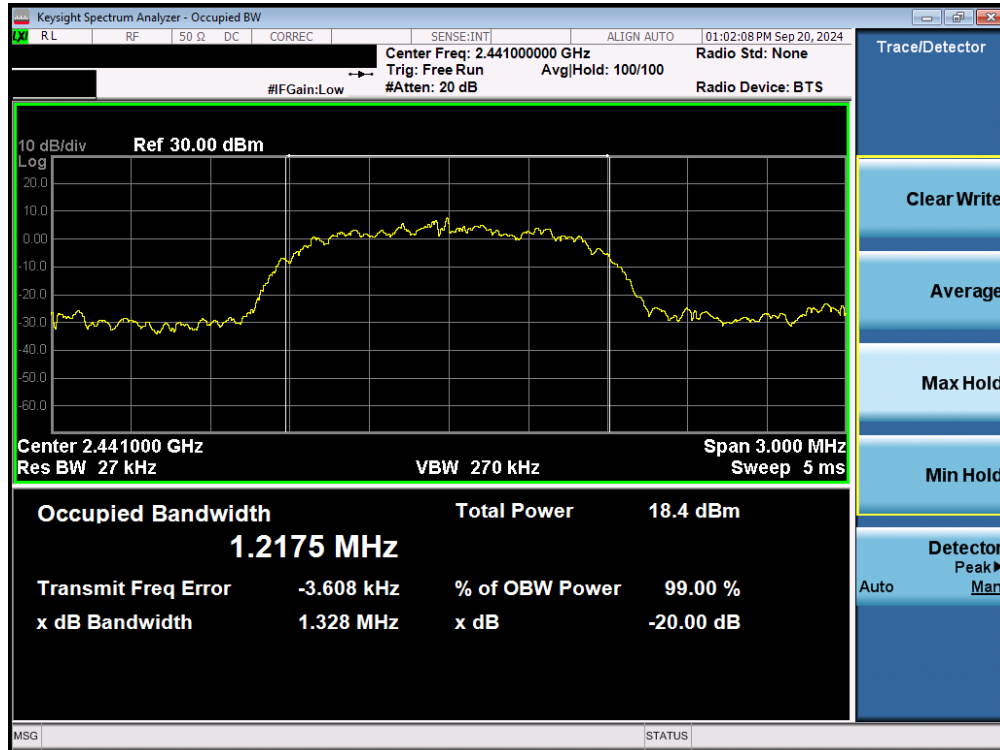 Keysight Spectrum Analyzer - Occupied BW
LXI RL RF 50 Ω DC CORREC SENSE:INT ALIGN AUTO 01:02:08 PM Sep 20, 2024
Center Freq: 2.441000000 GHz Radio Std: None
Trig: Free Run Avg|Hold: 100/100
#IFGain:Low #Atten: 20 dB Radio Device: BTS
Trace/Detector
10 dB/div Ref 30.00 dBm
Log
20.0
10.0
0.00
-10.0
-20.0
-30.0
-40.0
-50.0
-60.0
Center 2.441000 GHz Span 3.000 MHz
Res BW 27 kHz VBW 270 kHz Sweep 5 ms
Occupied Bandwidth Total Power 18.4 dBm
1.2175 MHz
Transmit Freq Error -3.608 kHz % of OBW Power 99.00 %
x dB Bandwidth 1.328 MHz x dB -20.00 dB
Clear Write
Average
Max Hold
Min Hold
Detector
Peak▶
Auto Man
MSG STATUS